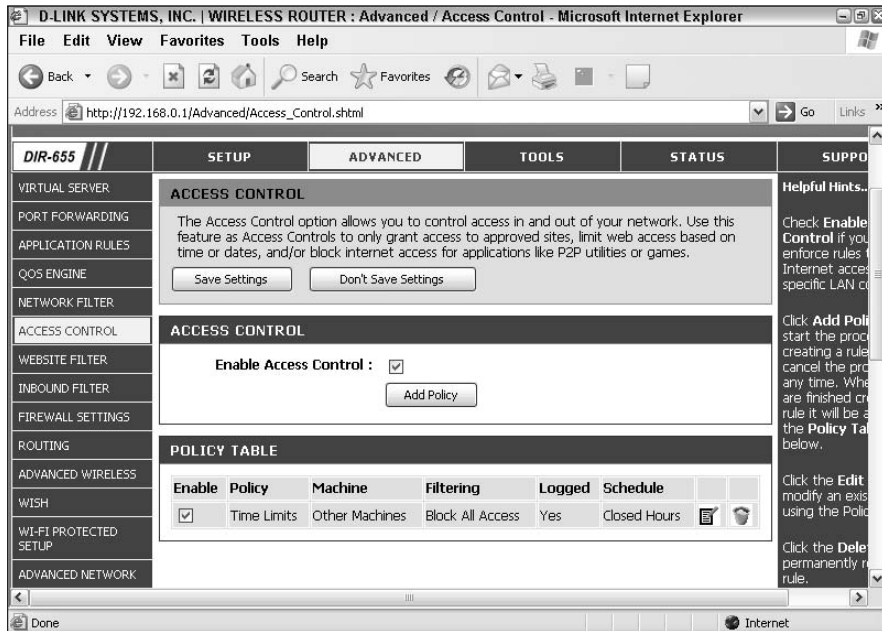 D-LINK SYSTEMS, INC. | WIRELESS ROUTER : Advanced / Access Control - Microsoft Internet Explorer
File Edit View Favorites Tools Help
Back Search Favorites
Address http://192.168.0.1/Advanced/Access_Control.shtml Go Links »
DIR-655 SETUP ADVANCED TOOLS STATUS SUPPO
VIRTUAL SERVER
PORT FORWARDING
APPLICATION RULES
QOS ENGINE
NETWORK FILTER
ACCESS CONTROL
WEBSITE FILTER
INBOUND FILTER
FIREWALL SETTINGS
ROUTING
ADVANCED WIRELESS
WISH
WI-FI PROTECTED
SETUP
ADVANCED NETWORK
ACCESS CONTROL
The Access Control option allows you to control access in and out of your network. Use this
feature as Access Controls to only grant access to approved sites, limit web access based on
time or dates, and/or block internet access for applications like P2P utilities or games.
Save Settings Don't Save Settings
ACCESS CONTROL
Enable Access Control :
Add Policy
POLICY TABLE
Enable Policy Machine Filtering Logged Schedule
Time Limits Other Machines Block All Access Yes Closed Hours
Helpful Hints..
Check Enable
Control if you
enforce rules
Internet acces
specific LAN co
Click Add Poli
start the proc
creating a rule
cancel the pro
any time. Whe
are finished cr
rule it will be a
the Policy Tal
below.
Click the Edit
modify an exis
using the Polic
Click the Dele
permanently r
rule.
Done Internet